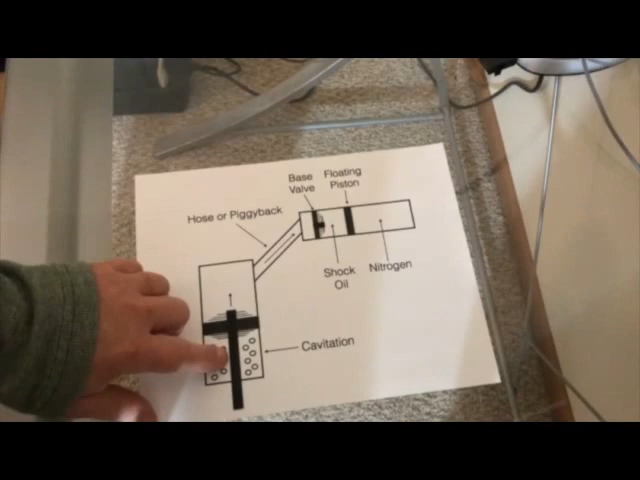 Base
Valve
Floating
Piston
Hose or Piggyback
Shock
Oil
Nitrogen
Cavitation